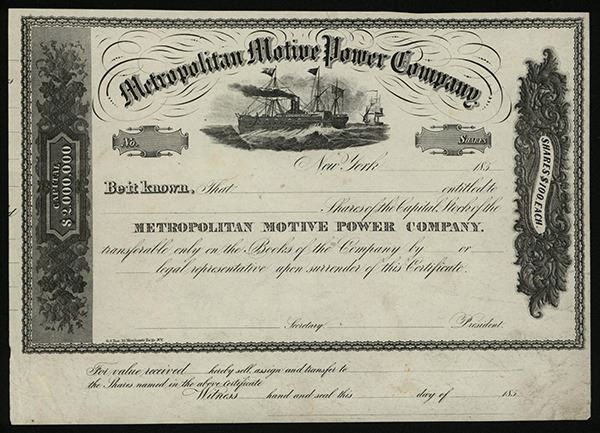 Metropolitan Motive Power Company
No. Shares
New York 185
Be it known, That entitled to
Shares of the Capital Stock of the
METROPOLITAN MOTIVE POWER COMPANY.
transferable only on the Books of the Company by or
legal representative upon surrender of this Certificate.
Secretary. President.
CAPITAL
$2,000,000
SHARES $100 EACH.
For value received hereby sell, assign and transfer to
the Shares named in the above Certificate
Witness hand and seal this day of 185